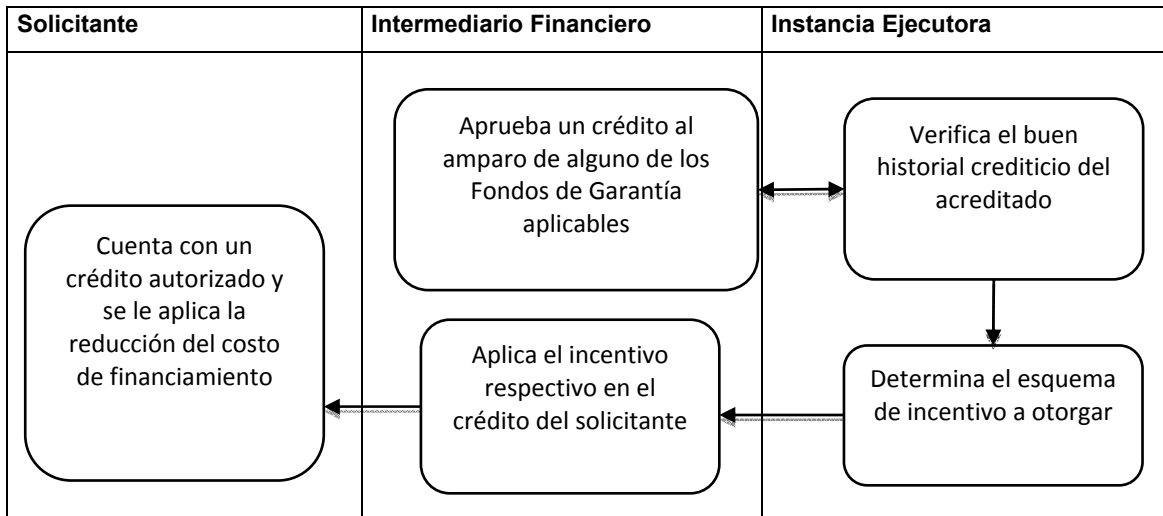 Solicitante
Intermediario Financiero
Instancia Ejecutora
Aprueba un crédito al
amparo de alguno de los
Fondos de Garantía
aplicables
Verifica el buen
historial crediticio del
acreditado
Cuenta con un
crédito autorizado y
se le aplica la
reducción del costo
de financiamiento
Aplica el incentivo
respectivo en el
crédito del solicitante
Determina el esquema
de incentivo a otorgar